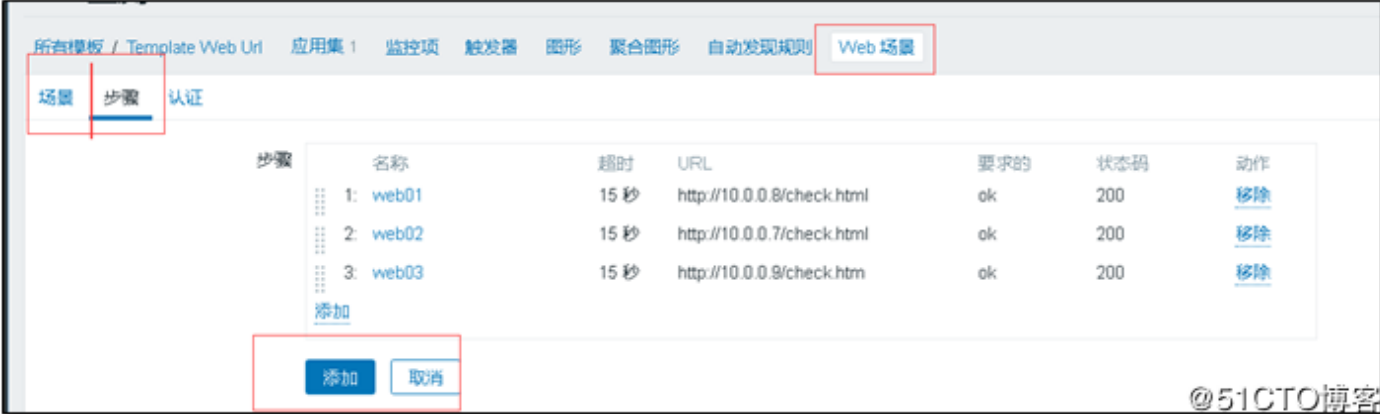 所有模板 / Template Web Url 应用集 1 监控项 触发器 图形 聚合图形 自动发现规则 Web 场景
场景 步骤 认证
步骤 名称 超时 URL 要求的 状态码 动作
1: web01 15 秒 http://10.0.0.8/check.html ok 200 移除
2: web02 15 秒 http://10.0.0.7/check.html ok 200 移除
3: web03 15 秒 http://10.0.0.9/check.htm ok 200 移除
添加
添加 取消
@51CTO博客